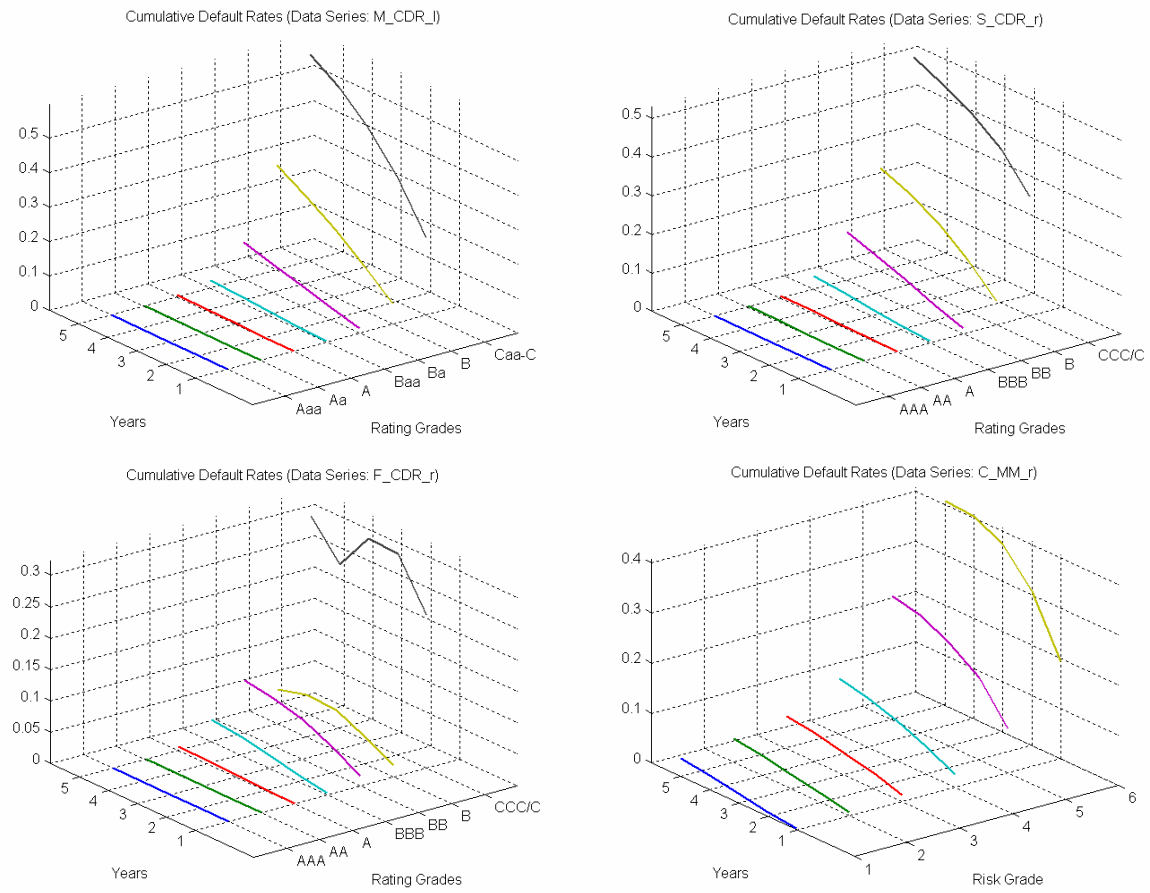 Cumulative Default Rates (Data Series: M_CDR_l)
0.5
0.4
0.3
0.2
0.1
0
5
4
3
2
1
Years
Aaa
Aa
A
Baa
Ba
B
Caa-C
Rating Grades
Cumulative Default Rates (Data Series: S_CDR_r)
0.5
0.4
0.3
0.2
0.1
0
5
4
3
2
1
Years
AAA
AA
A
BBB
BB
B
CCC/C
Rating Grades
Cumulative Default Rates (Data Series: F_CDR_r)
0.3
0.25
0.2
0.15
0.1
0.05
0
5
4
3
2
1
Years
AAA
AA
A
BBB
BB
B
CCC/C
Rating Grades
Cumulative Default Rates (Data Series: C_MM_r)
0.4
0.3
0.2
0.1
0
5
4
3
2
1
Years
1
2
3
4
5
6
Risk Grade